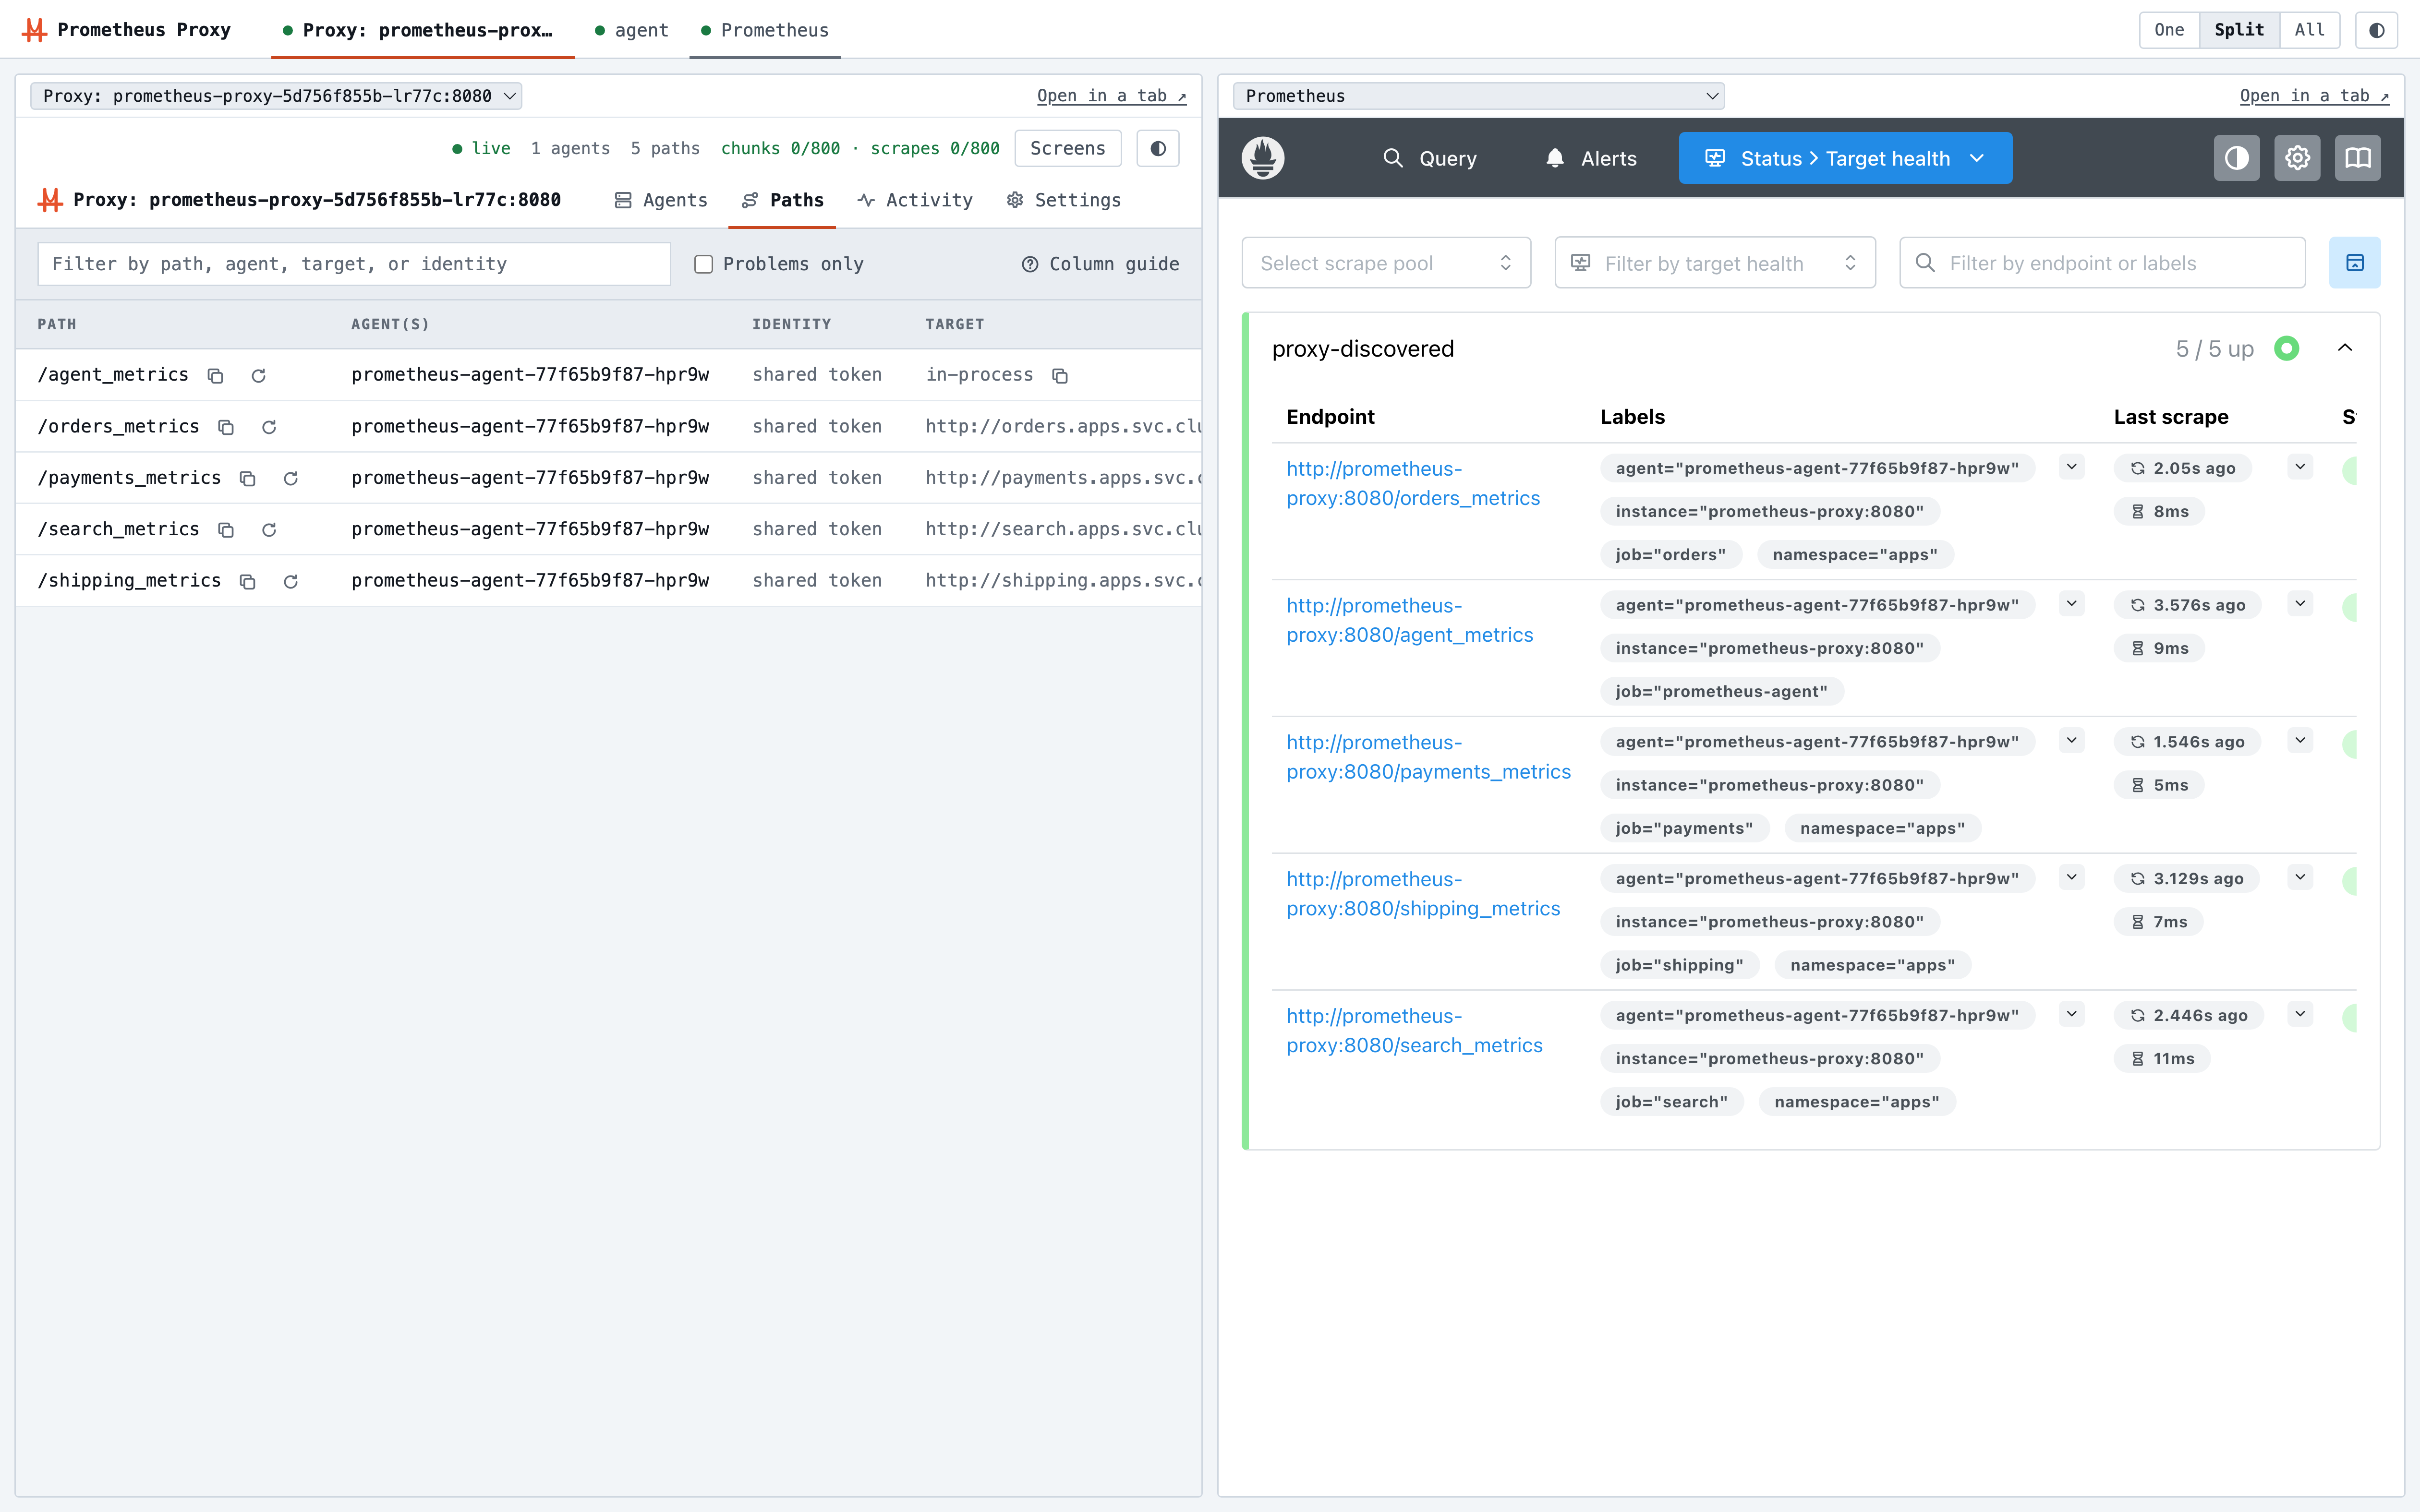 Prometheus Proxy
Proxy: prometheus-prox…
agent
Prometheus
One
Split
All
Proxy: prometheus-proxy-5d756f855b-lr77c:8080
Open in a tab ↗
live 1 agents 5 paths chunks 0/800 · scrapes 0/800
Screens
Proxy: prometheus-proxy-5d756f855b-lr77c:8080
Agents
Paths
Activity
Settings
Filter by path, agent, target, or identity
Problems only
Column guide
PATH AGENT(S) IDENTITY TARGET
/agent_metrics prometheus-agent-77f65b9f87-hpr9w shared token in-process
/orders_metrics prometheus-agent-77f65b9f87-hpr9w shared token http://orders.apps.svc.clu
/payments_metrics prometheus-agent-77f65b9f87-hpr9w shared token http://payments.apps.svc.c
/search_metrics prometheus-agent-77f65b9f87-hpr9w shared token http://search.apps.svc.clu
/shipping_metrics prometheus-agent-77f65b9f87-hpr9w shared token http://shipping.apps.svc.c
Prometheus
Open in a tab ↗
Query
Alerts
Status > Target health
Select scrape pool
Filter by target health
Filter by endpoint or labels
proxy-discovered
5 / 5 up
Endpoint Labels Last scrape
http://prometheus-
proxy:8080/orders_metrics
agent="prometheus-agent-77f65b9f87-hpr9w"
instance="prometheus-proxy:8080"
job="orders" namespace="apps"
2.05s ago
8ms
http://prometheus-
proxy:8080/agent_metrics
agent="prometheus-agent-77f65b9f87-hpr9w"
instance="prometheus-proxy:8080"
job="prometheus-agent"
3.576s ago
9ms
http://prometheus-
proxy:8080/payments_metrics
agent="prometheus-agent-77f65b9f87-hpr9w"
instance="prometheus-proxy:8080"
job="payments" namespace="apps"
1.546s ago
5ms
http://prometheus-
proxy:8080/shipping_metrics
agent="prometheus-agent-77f65b9f87-hpr9w"
instance="prometheus-proxy:8080"
job="shipping" namespace="apps"
3.129s ago
7ms
http://prometheus-
proxy:8080/search_metrics
agent="prometheus-agent-77f65b9f87-hpr9w"
instance="prometheus-proxy:8080"
job="search" namespace="apps"
2.446s ago
11ms